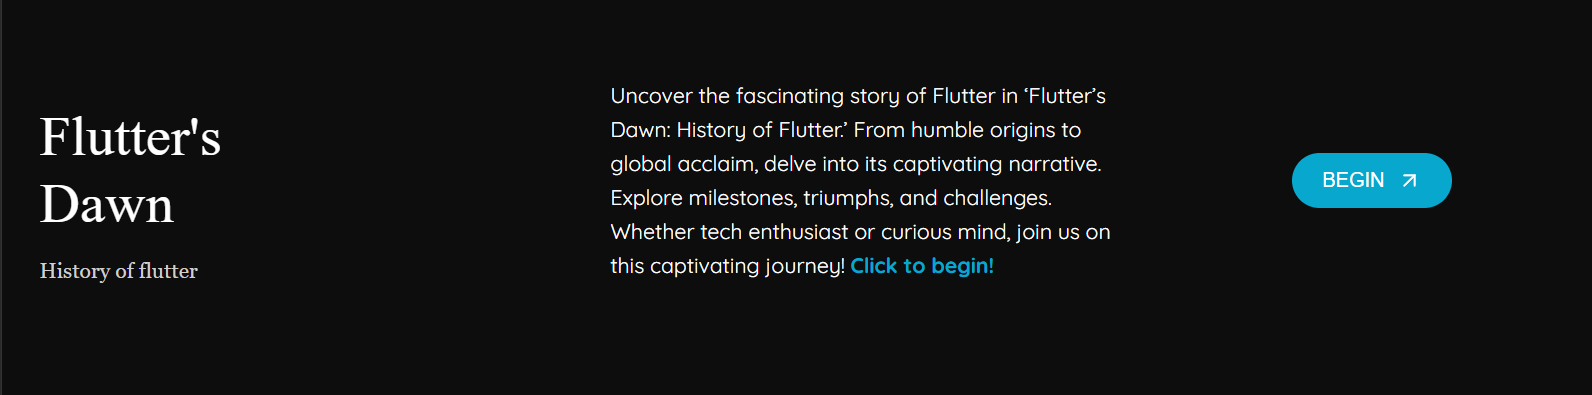 Flutter's
Dawn
History of flutter
Uncover the fascinating story of Flutter in ‘Flutter’s
Dawn: History of Flutter.’ From humble origins to
global acclaim, delve into its captivating narrative.
Explore milestones, triumphs, and challenges.
Whether tech enthusiast or curious mind, join us on
this captivating journey! Click to begin!
BEGIN